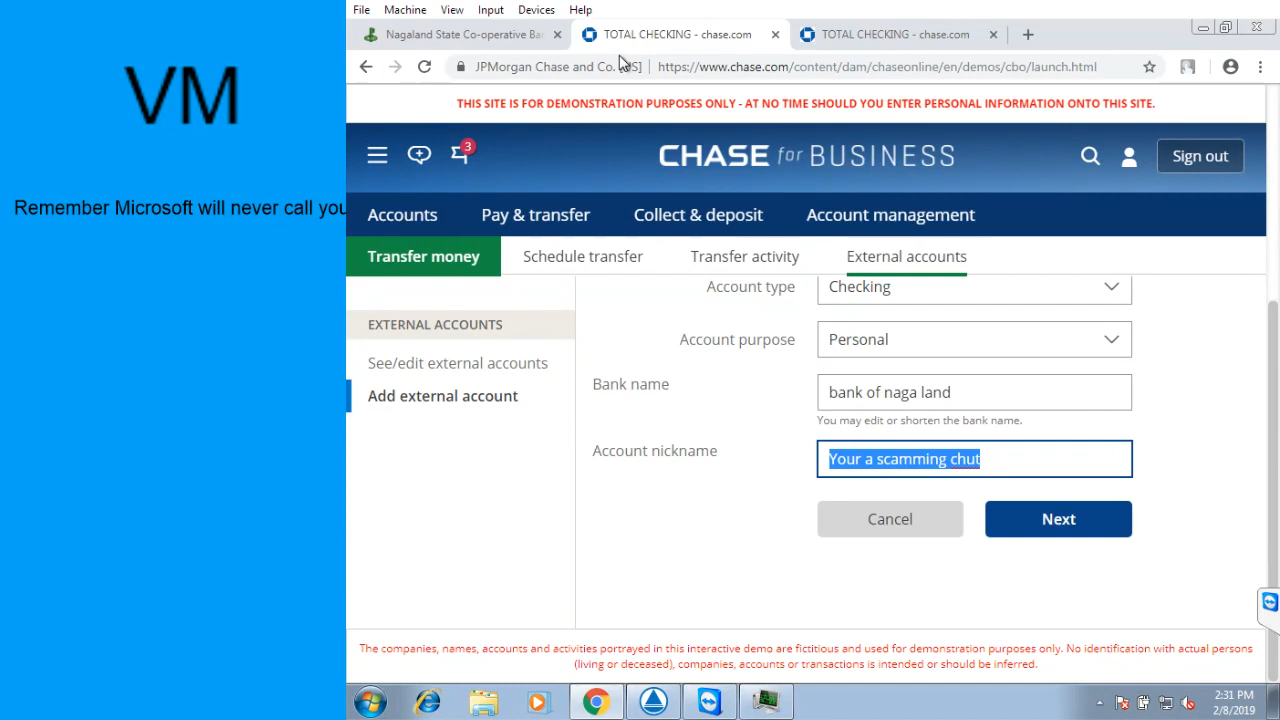 VM
Remember Microsoft will never call you
File Machine View Input Devices Help
Nagaland State Co-operative Ba
TOTAL CHECKING - chase.com
TOTAL CHECKING - chase.com
JPMorgan Chase and Co. S] https://www.chase.com/content/dam/chaseonline/en/demos/cbo/launch.html
THIS SITE IS FOR DEMONSTRATION PURPOSES ONLY - AT NO TIME SHOULD YOU ENTER PERSONAL INFORMATION ONTO THIS SITE.
3
CHASE for BUSINESS
Sign out
Accounts Pay & transfer Collect & deposit Account management
Transfer money Schedule transfer Transfer activity External accounts
EXTERNAL ACCOUNTS
See/edit external accounts
Add external account
Account type Checking
Account purpose Personal
Bank name bank of naga land
You may edit or shorten the bank name.
Account nickname Your a scamming chut
Cancel Next
The companies, names, accounts and activities portrayed in this interactive demo are fictitious and used for demonstration purposes only. No identification with actual persons
(living or deceased), companies, accounts or transactions is intended or should be inferred.
2:31 PM
2/8/2019